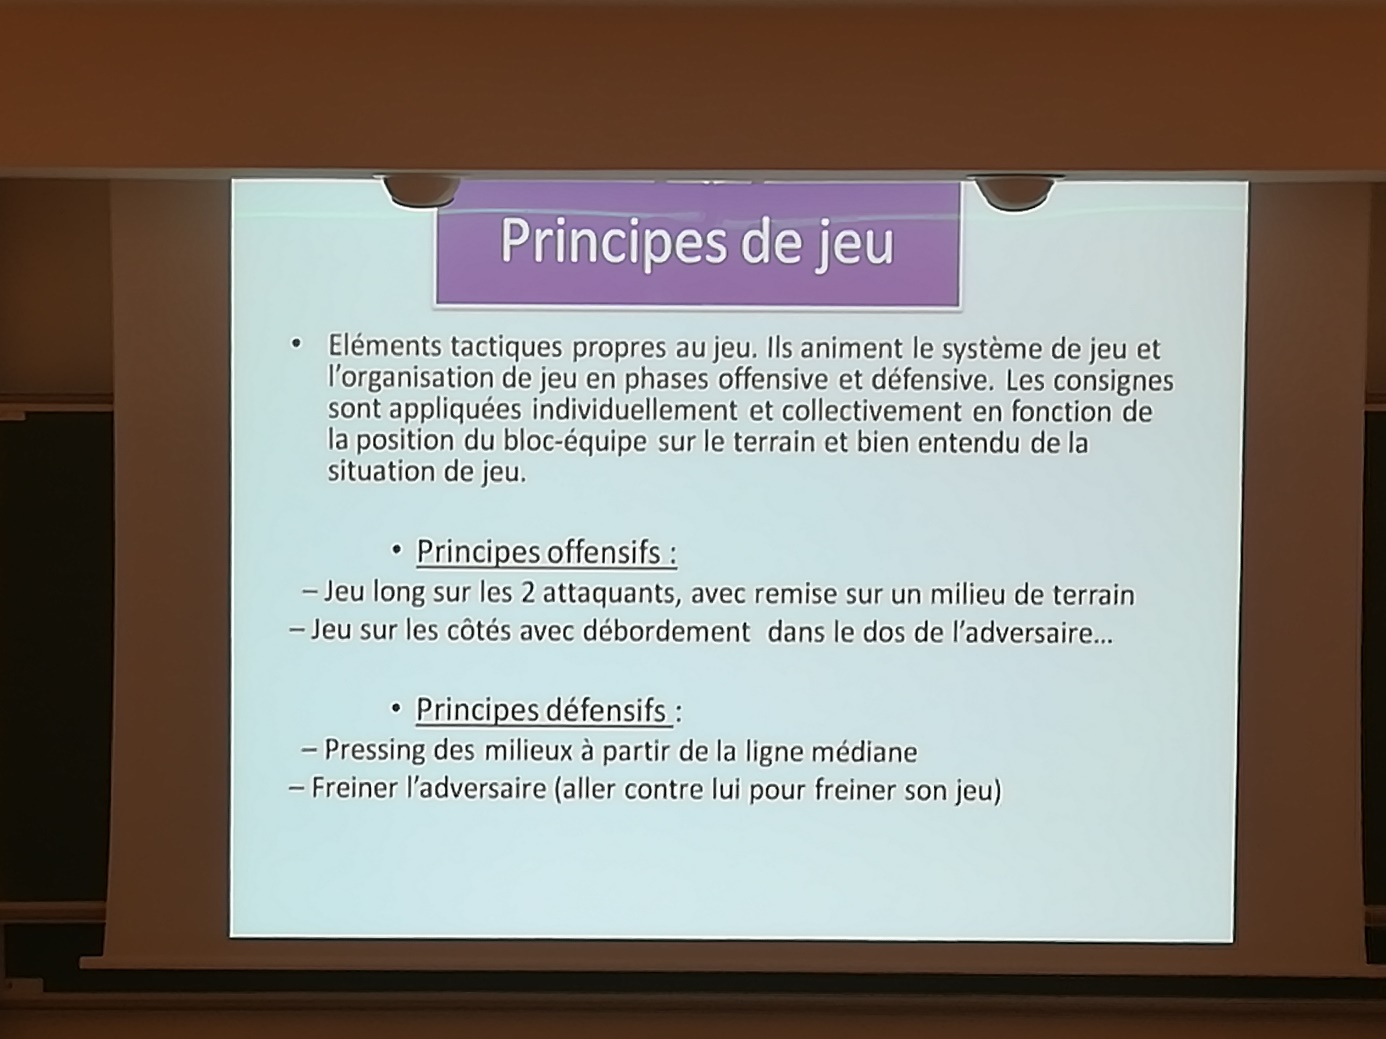 Principes de jeu
• Eléments tactiques propres au jeu. Ils animent le système de jeu et
l'organisation de jeu en phases offensive et défensive. Les consignes
sont appliquées individuellement et collectivement en fonction de
la position du bloc-équipe sur le terrain et bien entendu de la
situation de jeu.
• Principes offensifs :
– Jeu long sur les 2 attaquants, avec remise sur un milieu de terrain
– Jeu sur les côtés avec débordement  dans le dos de l'adversaire...
• Principes défensifs :
– Pressing des milieux à partir de la ligne médiane
– Freiner l'adversaire (aller contre lui pour freiner son jeu)